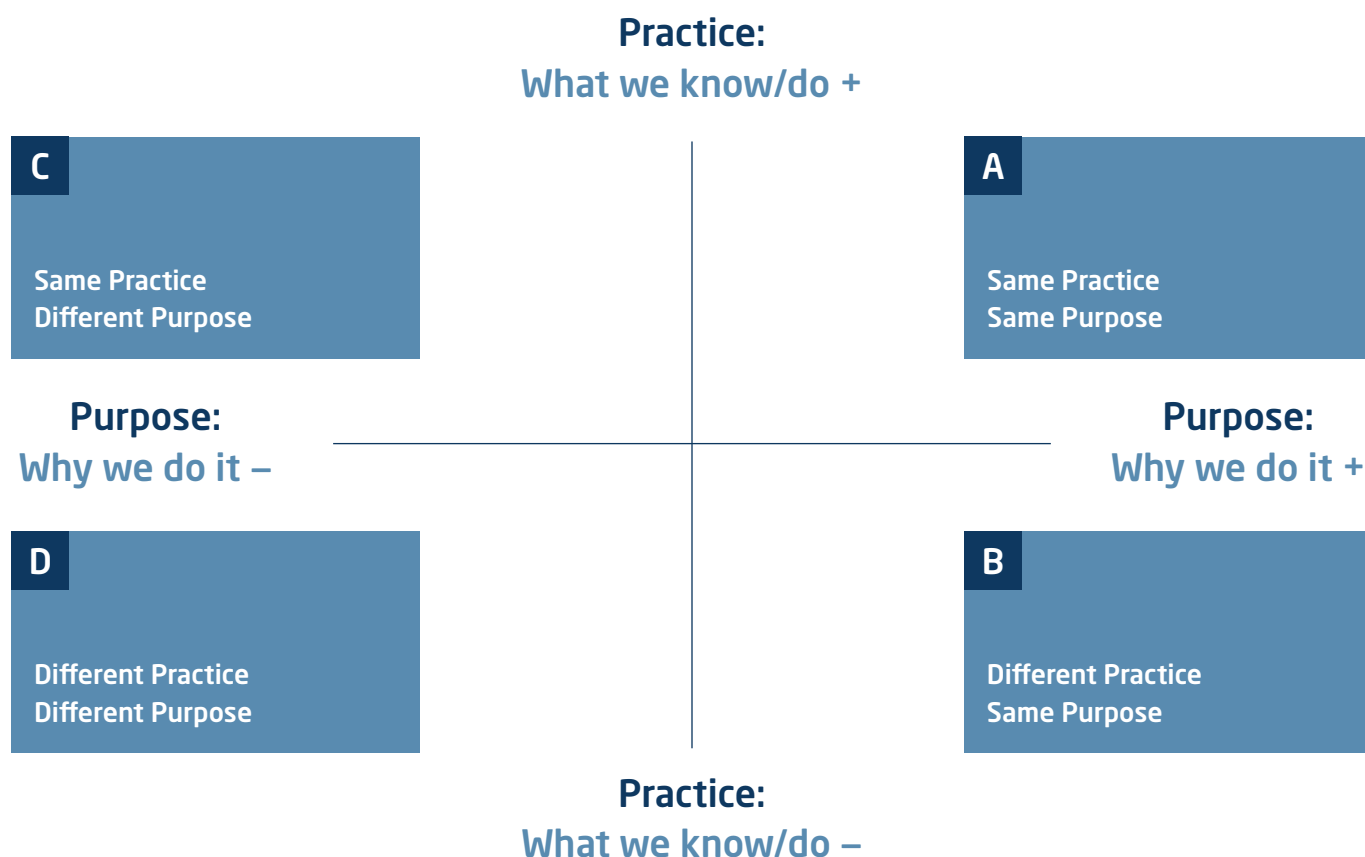 Practice:
What we know/do +
C
Same Practice
Different Purpose
A
Same Practice
Same Purpose
Purpose:
Why we do it –
Purpose:
Why we do it +
D
Different Practice
Different Purpose
B
Different Practice
Same Purpose
Practice:
What we know/do –